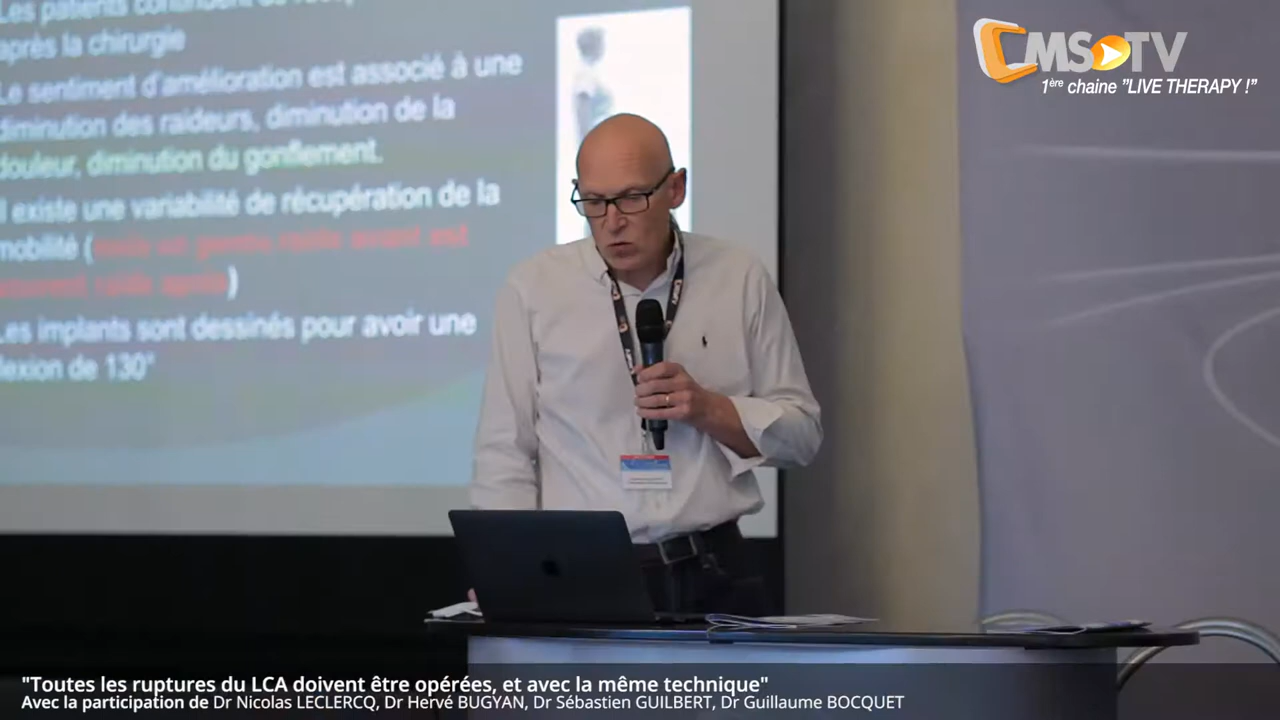 Les patients continuent de
après la chirurgie
Le sentiment d'amélioration est associé à une
diminution des raideurs, diminution de la
douleur, diminution du gonflement.
Il existe une variabilité de récupération de la
mobilité (
)
Les implants sont dessinés pour avoir une
flexion de 130°
CMS TV
1ère chaine "LIVE THERAPY !"
"Toutes les ruptures du LCA doivent être opérées, et avec la même technique"
Avec la participation de Dr Nicolas LECLERCQ, Dr Hervé BUGYAN, Dr Sébastien GUILBERT, Dr Guillaume BOCQUET